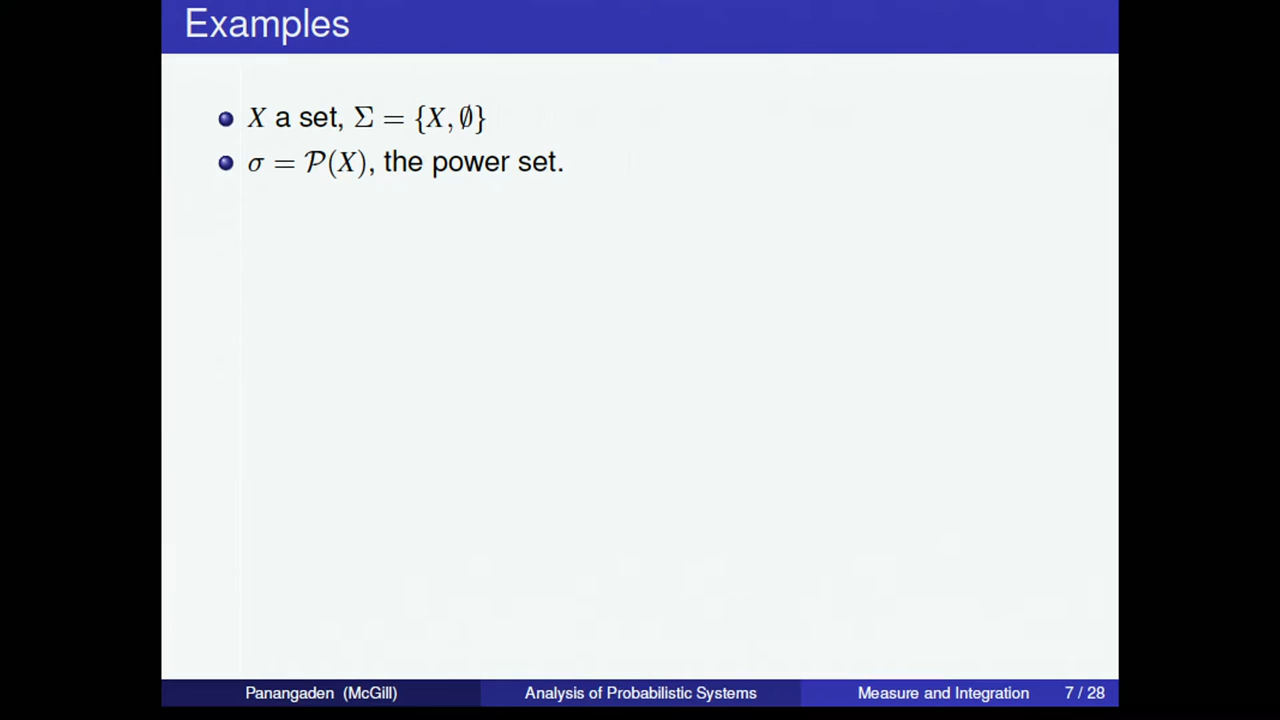 Examples
X a set, Σ = {X, ∅}
σ = 𝒫(X), the power set.
Panangaden (McGill) Analysis of Probabilistic Systems Measure and Integration 7 / 28